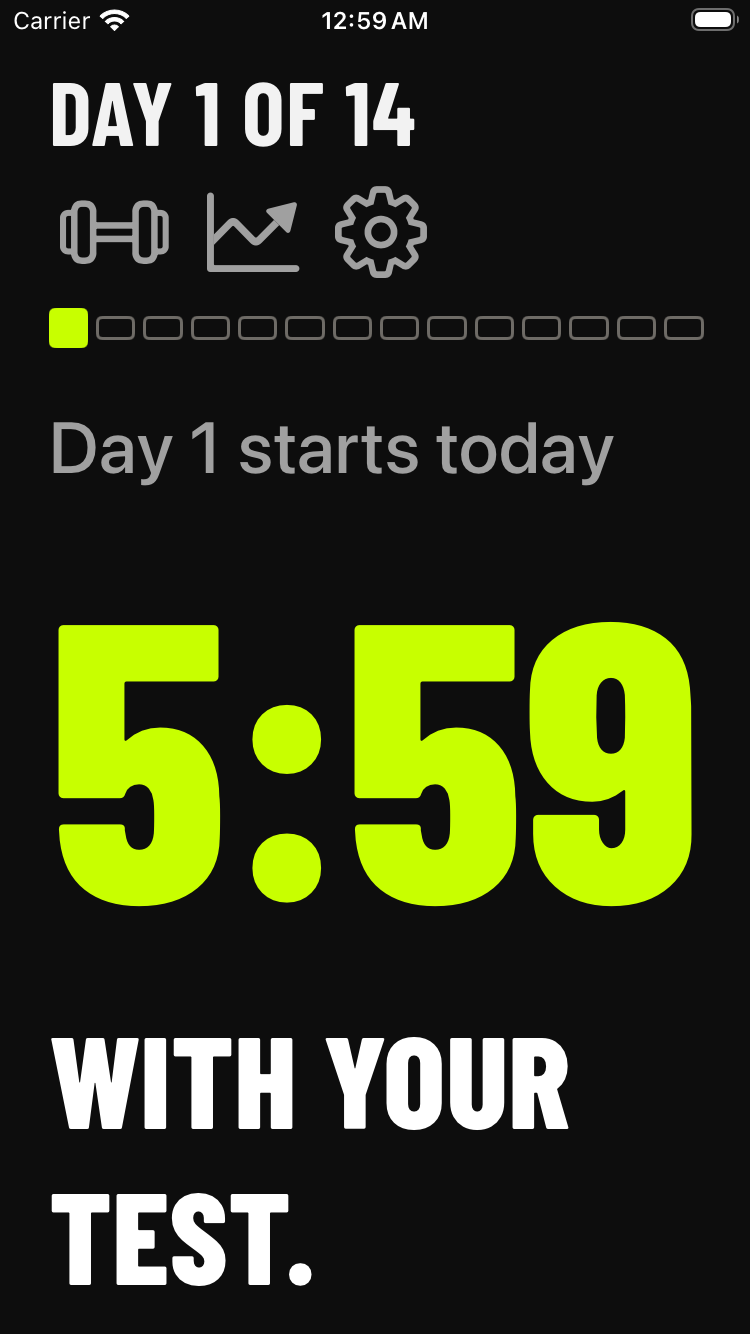 Carrier 12:59 AM
DAY 1 OF 14
Day 1 starts today
5:59
WITH YOUR
TEST.